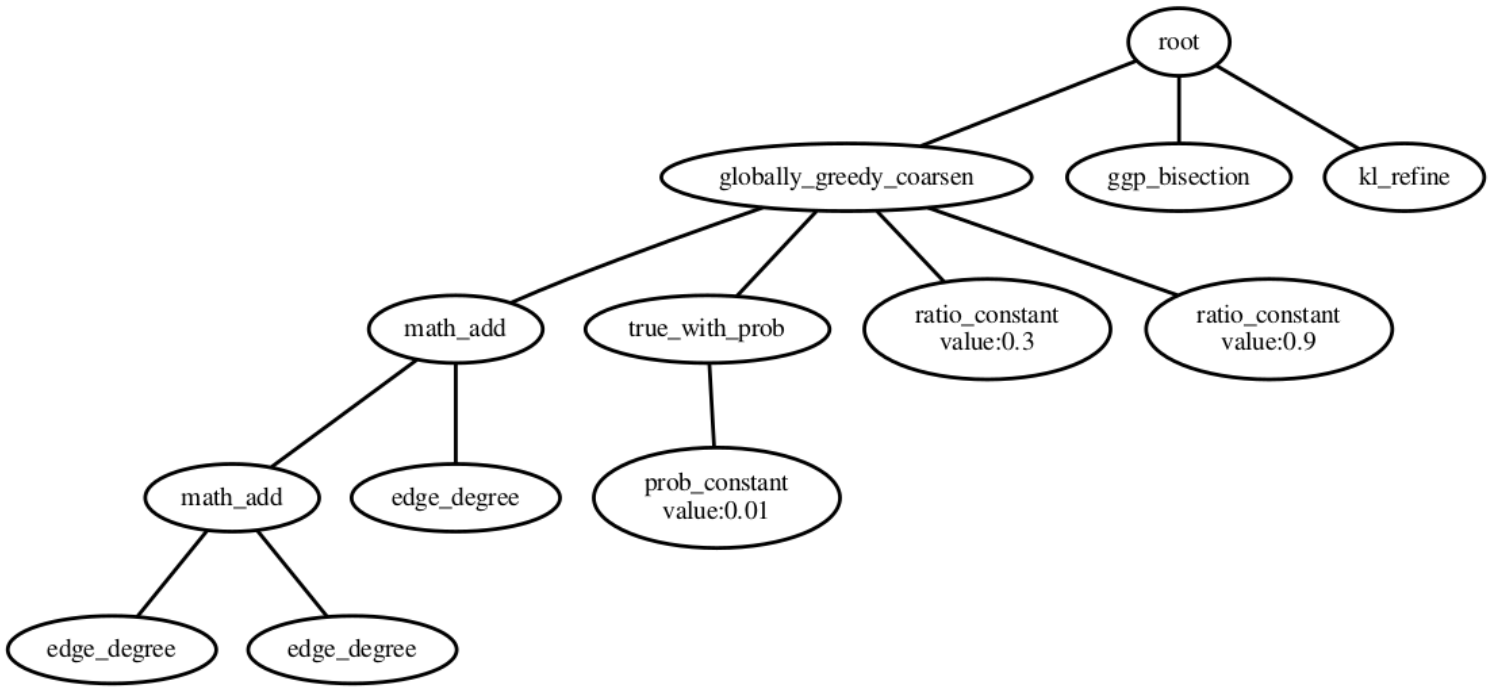 root
globally_greedy_coarsen
ggp_bisection
kl_refine
math_add
true_with_prob
ratio_constant
value:0.3
ratio_constant
value:0.9
math_add
edge_degree
prob_constant
value:0.01
edge_degree
edge_degree